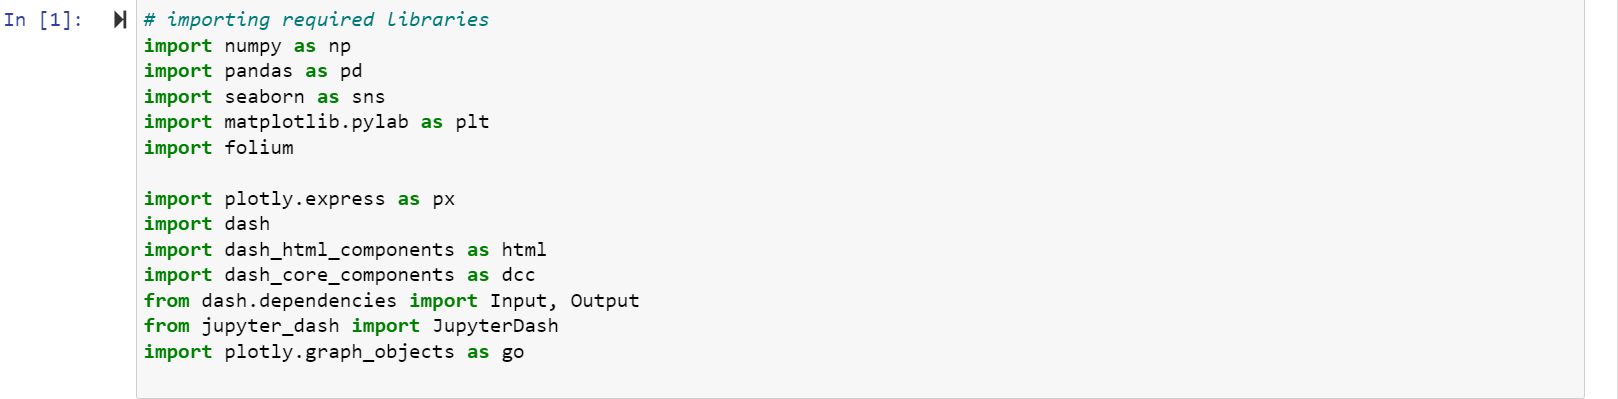 In [1]:
# importing required libraries
import numpy as np
import pandas as pd
import seaborn as sns
import matplotlib.pylab as plt
import folium
import plotly.express as px
import dash
import dash_html_components as html
import dash_core_components as dcc
from dash.dependencies import Input, Output
from jupyter_dash import JupyterDash
import plotly.graph_objects as go